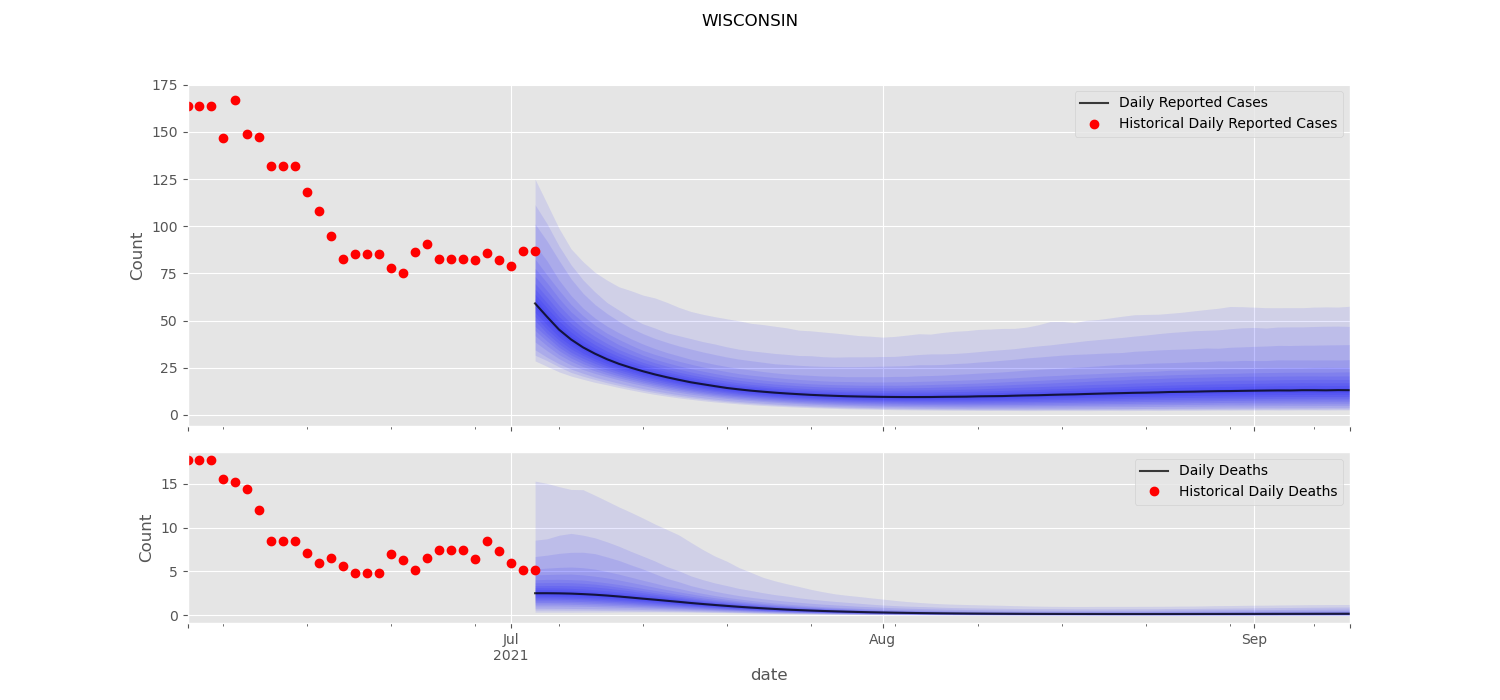 WISCONSIN
175
150
125
100
75
50
25
0
Count
Daily Reported Cases
Historical Daily Reported Cases
15
10
5
0
Count
Daily Deaths
Historical Daily Deaths
Jul
2021
Aug
Sep
date